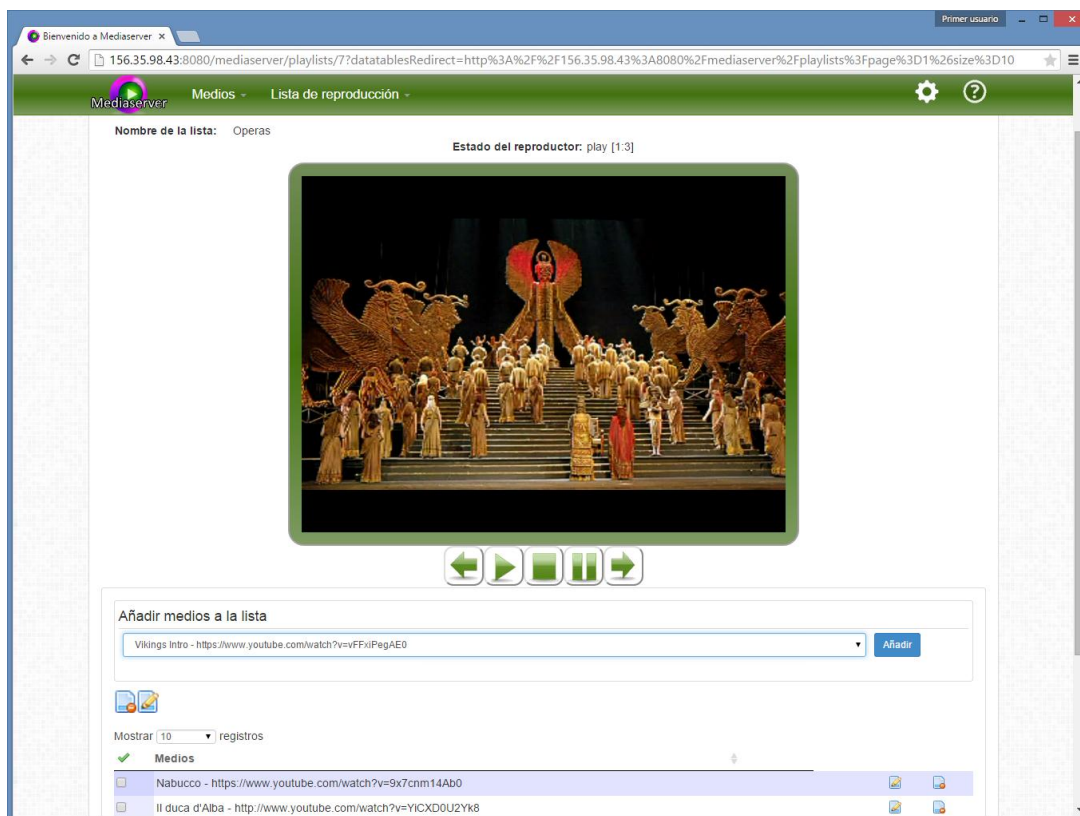 Primer usuario
Bienvenido a Mediaserver
156.35.98.43:8080/mediaserver/playlists/7?datatablesRedirect=http%3A%2F%2F156.35.98.43%3A8080%2Fmediaserver%2Fplaylists%3Fpage%3D1%26size%3D10
Mediaserver Medios Lista de reproducción
Nombre de la lista: Operas
Estado del reproductor: play [1:3]
Añadir medios a la lista
Vikings Intro - https://www.youtube.com/watch?v=vFFxiPegAE0 Añadir
Mostrar 10 registros
Medios
Nabucco - https://www.youtube.com/watch?v=9x7cnm14Ab0
Il duca d'Alba - http://www.youtube.com/watch?v=YiCXD0U2Yk8